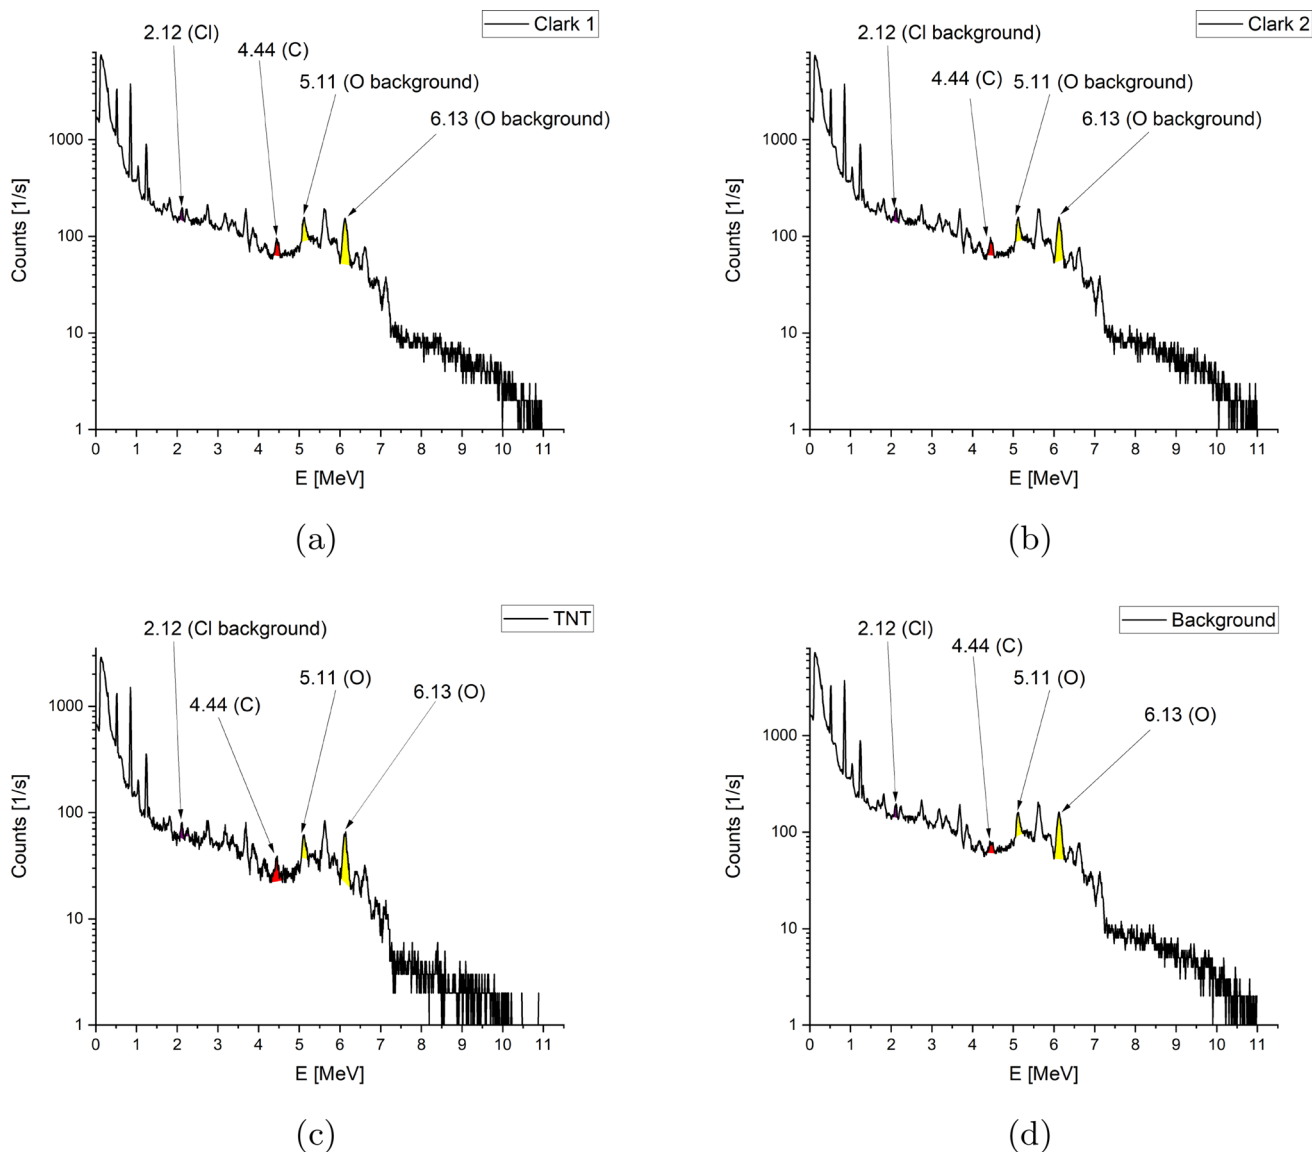 Clark 1
2.12 (Cl)
4.44 (C)
5.11 (O background)
6.13 (O background)
1000
100
10
1
Counts [1/s]
0 1 2 3 4 5 6 7 8 9 10 11
E [MeV]
(a)
Clark 2
2.12 (Cl background)
4.44 (C) 5.11 (O background)
6.13 (O background)
1000
100
10
1
Counts [1/s]
0 1 2 3 4 5 6 7 8 9 10 11
E [MeV]
(b)
TNT
2.12 (Cl background)
5.11 (O)
6.13 (O)
4.44 (C)
1000
100
10
1
Counts [1/s]
0 1 2 3 4 5 6 7 8 9 10 11
E [MeV]
(c)
Background
2.12 (Cl)
4.44 (C)
5.11 (O)
6.13 (O)
1000
100
10
1
Counts [1/s]
0 1 2 3 4 5 6 7 8 9 10 11
E [MeV]
(d)